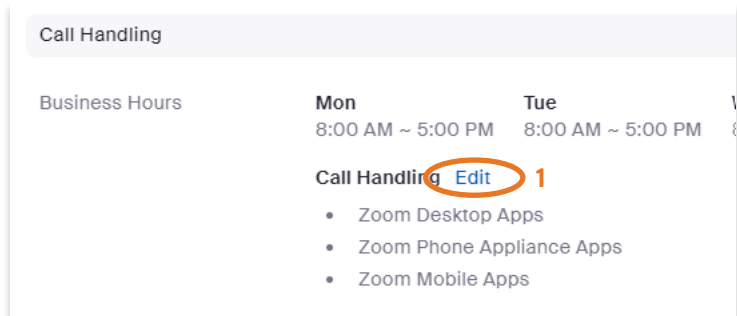 Call Handling
Business Hours
Mon Tue
8:00 AM ~ 5:00 PM 8:00 AM ~ 5:00 PM
Call Handling Edit 1
• Zoom Desktop Apps
• Zoom Phone Appliance Apps
• Zoom Mobile Apps